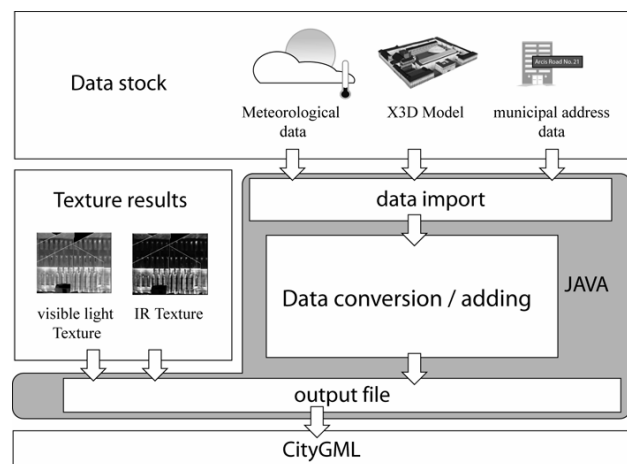 Data stock
Arcis Road No. 21
Meteorological
data
X3D Model
municipal address
data
Texture results
visible light
Texture
IR Texture
data import
Data conversion / adding
JAVA
output file
CityGML